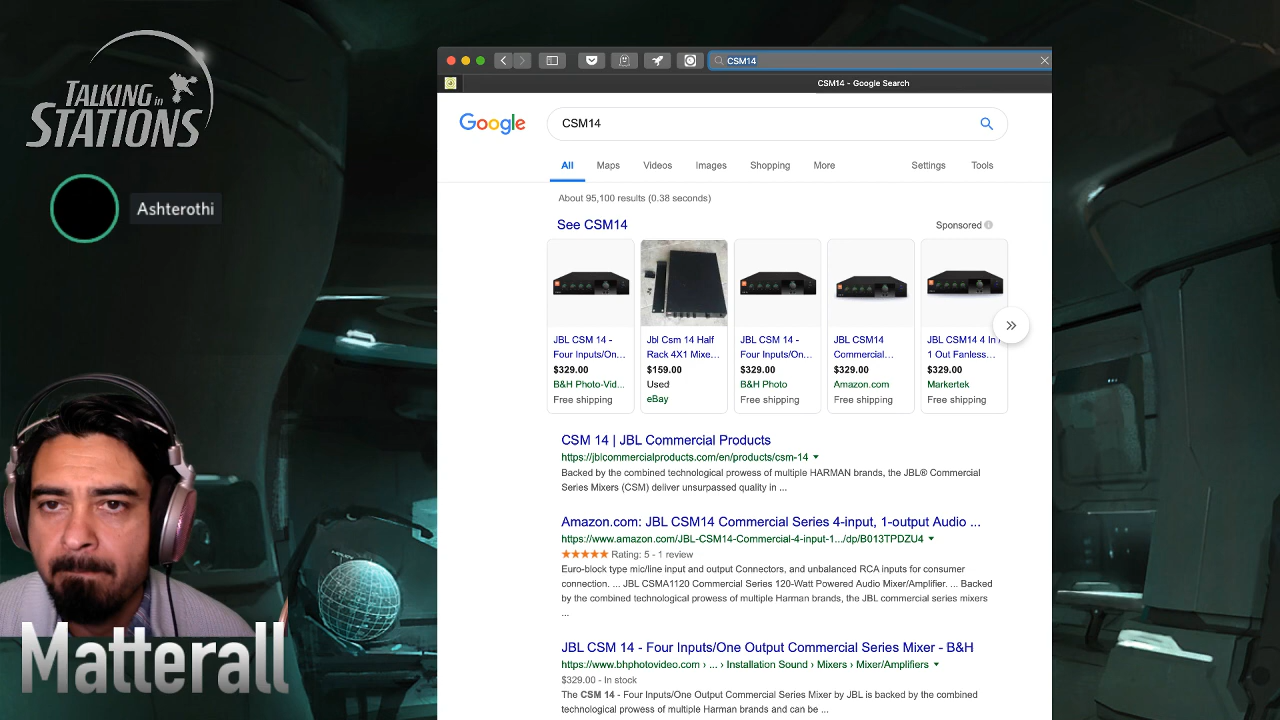 TALKING in
STATIONS
Ashterothi
Matterall
CSM14
CSM14 - Google Search
Google
CSM14
All Maps Videos Images Shopping More Settings Tools
About 95,100 results (0.38 seconds)
See CSM14
Sponsored
JBL CSM 14 -
Four Inputs/On...
$329.00
B&H Photo-Vid...
Free shipping
Jbl Csm 14 Half
Rack 4X1 Mixe...
$159.00
Used
eBay
JBL CSM 14 -
Four Inputs/On...
$329.00
B&H Photo
Free shipping
JBL CSM14
Commercial...
$329.00
Amazon.com
Free shipping
JBL CSM14 4 In /
1 Out Fanless...
$329.00
Markertek
Free shipping
CSM 14 | JBL Commercial Products
https://jblcommercialproducts.com/en/products/csm-14
Backed by the combined technological prowess of multiple HARMAN brands, the JBL® Commercial
Series Mixers (CSM) deliver unsurpassed quality in ...
Amazon.com: JBL CSM14 Commercial Series 4-input, 1-output Audio ...
https://www.amazon.com/JBL-CSM14-Commercial-4-input-1.../dp/B013TPDZU4
Rating: 5 - 1 review
Euro-block type mic/line input and output Connectors, and unbalanced RCA inputs for consumer
connection. ... JBL CSMA1120 Commercial Series 120-Watt Powered Audio Mixer/Amplifier. ... Backed
by the combined technological prowess of multiple Harman brands, the JBL commercial series mixers
...
JBL CSM 14 - Four Inputs/One Output Commercial Series Mixer - B&H
https://www.bhphotovideo.com › ... › Installation Sound › Mixers › Mixer/Amplifiers
$329.00 - In stock
The CSM 14 - Four Inputs/One Output Commercial Series Mixer by JBL is backed by the combined
technological prowess of multiple Harman brands and can be ...